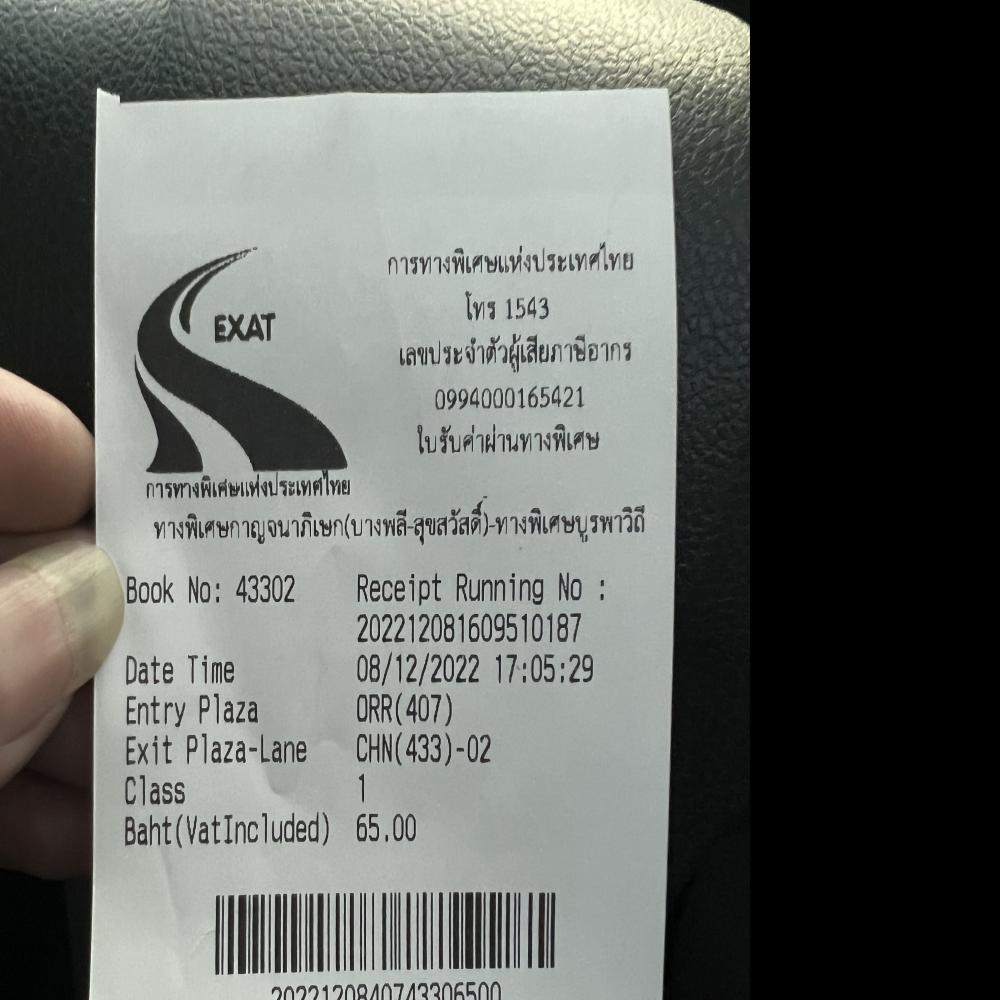 การทางพิเศษแห่งประเทศไทย
โทร 1543
เลขประจำตัวผู้เสียภาษีอากร
0994000165421
ใบรับค่าผ่านทางพิเศษ
EXAT
การทางพิเศษแห่งประเทศไทย
ทางพิเศษกาญจนาภิเษก(บางพลี-สุขสวัสดิ์)-ทางพิเศษบูรพาวิถี
Book No: 43302 Receipt Running No :
202212081609510187
Date Time 08/12/2022 17:05:29
Entry Plaza ORR(407)
Exit Plaza-Lane CHN(433)-02
Class 1
Baht(VatIncluded) 65.00
2022120840743306500